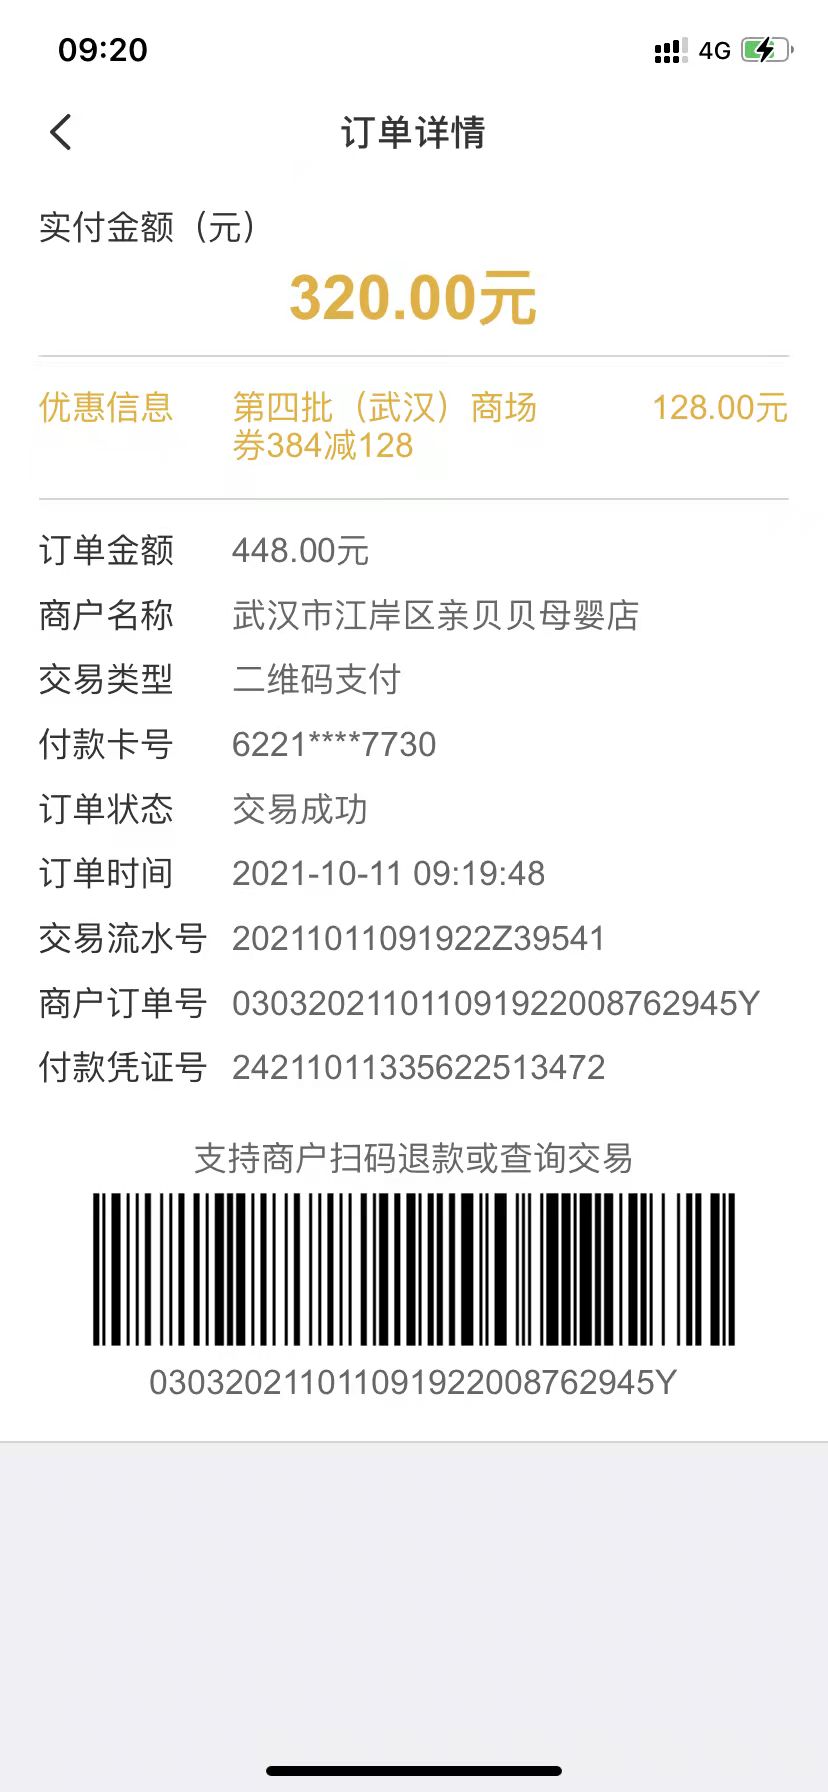 09:20
4G
订单详情
实付金额（元）
320.00元
优惠信息 第四批（武汉）商场 128.00元
券384减128
订单金额 448.00元
商户名称 武汉市江岸区亲贝贝母婴店
交易类型 二维码支付
付款卡号 6221****7730
订单状态 交易成功
订单时间 2021-10-11 09:19:48
交易流水号 20211011091922Z39541
商户订单号 0303202110110919220087​62945Y
付款凭证号 24211011335622513472
支持商户扫码退款或查询交易
030320211011091922008762945Y